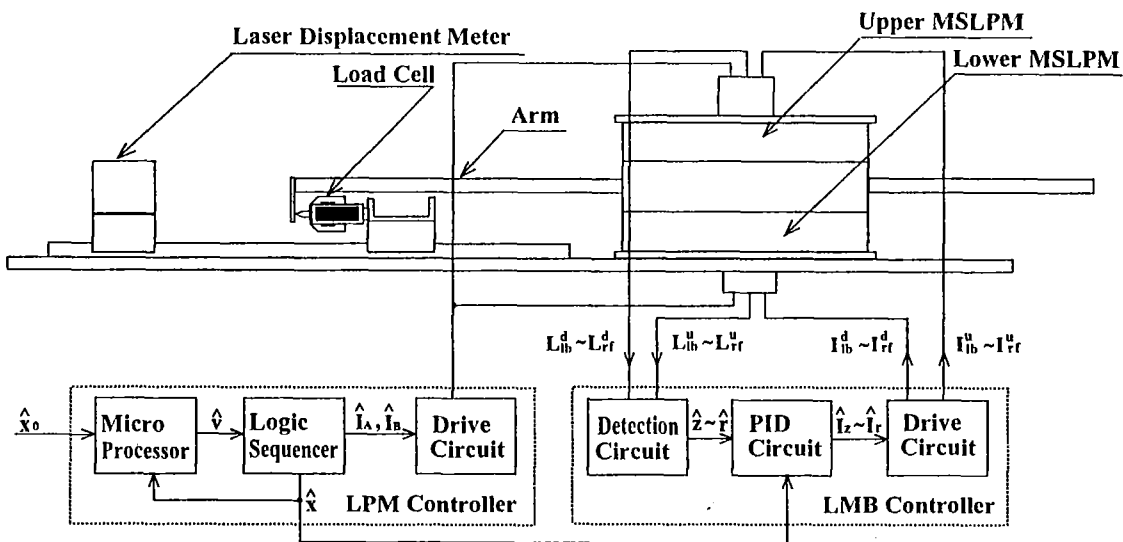 Upper MSLPM
Laser Displacement Meter
Lower MSLPM
Load Cell
Arm
L^d_lb ~ L^d_rf
L^u_lb ~ L^u_rf
I^d_lb ~ I^d_rf
I^u_lb ~ I^u_rf
x̂₀
Micro
Processor
v̂
Logic
Sequencer
Î_A, Î_B
Drive
Circuit
Detection
Circuit
ẑ ~ r̂
PID
Circuit
Î_z ~ Î_r
Drive
Circuit
x̂
LPM Controller
LMB Controller